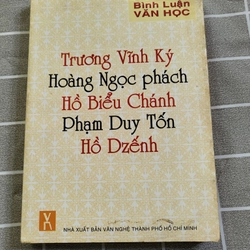 Bình Luận
VĂN HỌC
Trương Vĩnh Ký
Hoàng Ngọc phách
Hồ Biểu Chánh
Phạm Duy Tốn
Hồ Dzếnh
NHÀ XUẤT BẢN VĂN NGHỆ THÀNH PHỐ HỒ CHÍ MINH